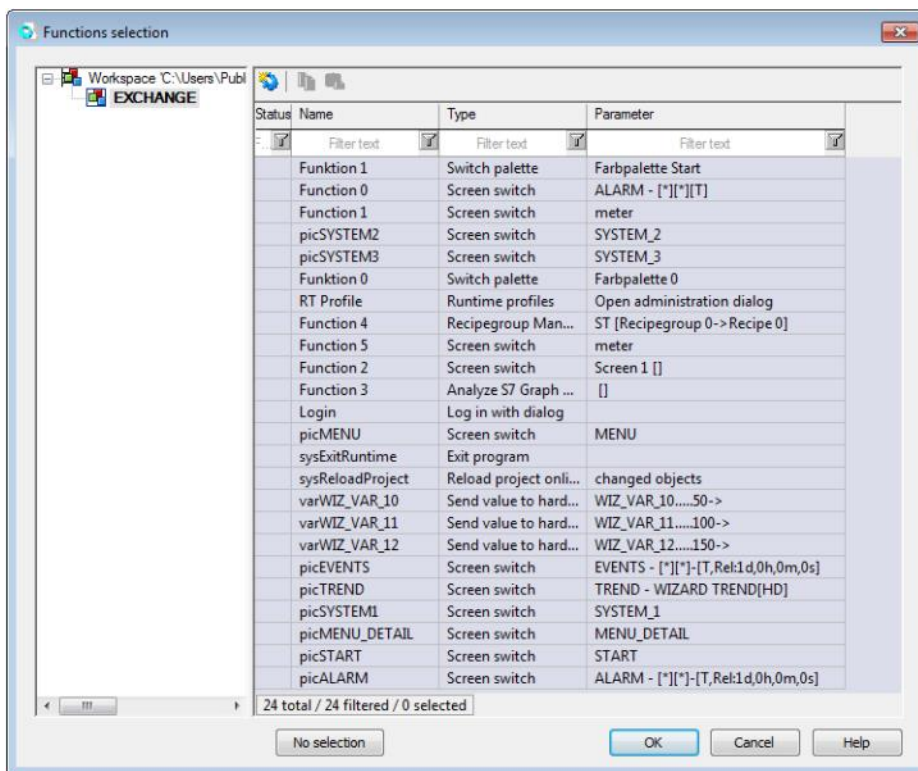 Functions selection
Workspace 'C:\Users\Publ
EXCHANGE
Status Name Type Parameter
F... Filter text Filter text Filter text
Funktion 1 Switch palette Farbpalette Start
Function 0 Screen switch ALARM - [*][*][T]
Function 1 Screen switch meter
picSYSTEM2 Screen switch SYSTEM_2
picSYSTEM3 Screen switch SYSTEM_3
Funktion 0 Switch palette Farbpalette 0
RT Profile Runtime profiles Open administration dialog
Function 4 Recipegroup Man... ST [Recipegroup 0->Recipe 0]
Function 5 Screen switch meter
Function 2 Screen switch Screen 1 []
Function 3 Analyze S7 Graph ... []
Login Log in with dialog
picMENU Screen switch MENU
sysExitRuntime Exit program
sysReloadProject Reload project onli... changed objects
varWIZ_VAR_10 Send value to hard... WIZ_VAR_10.....50->
varWIZ_VAR_11 Send value to hard... WIZ_VAR_11.....100->
varWIZ_VAR_12 Send value to hard... WIZ_VAR_12.....150->
picEVENTS Screen switch EVENTS - [*][*]-[T,Rel:1d,0h,0m,0s]
picTREND Screen switch TREND - WIZARD TREND[HD]
picSYSTEM1 Screen switch SYSTEM_1
picMENU_DETAIL Screen switch MENU_DETAIL
picSTART Screen switch START
picALARM Screen switch ALARM - [*][*]-[T,Rel:1d,0h,0m,0s]
24 total / 24 filtered / 0 selected
No selection OK Cancel Help